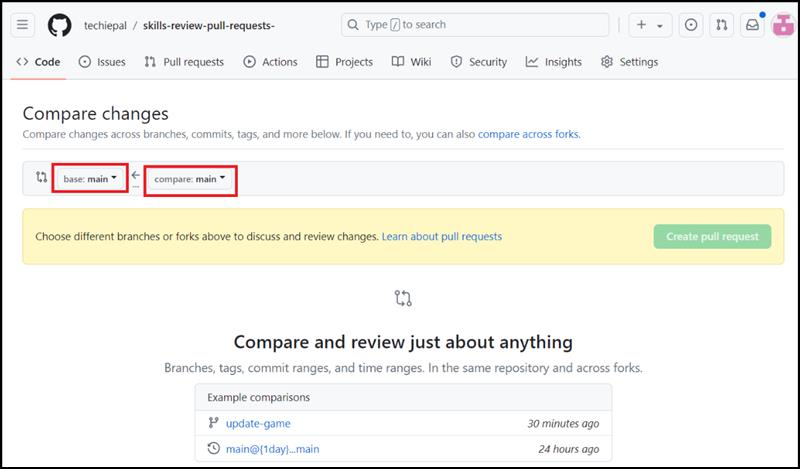 techiepal / skills-review-pull-requests- Type / to search
Code Issues Pull requests Actions Projects Wiki Security Insights Settings
Compare changes
Compare changes across branches, commits, tags, and more below. If you need to, you can also compare across forks.
base: main ← ... compare: main
Choose different branches or forks above to discuss and review changes. Learn about pull requests Create pull request
Compare and review just about anything
Branches, tags, commit ranges, and time ranges. In the same repository and across forks.
Example comparisons
update-game 30 minutes ago
main@{1day}...main 24 hours ago